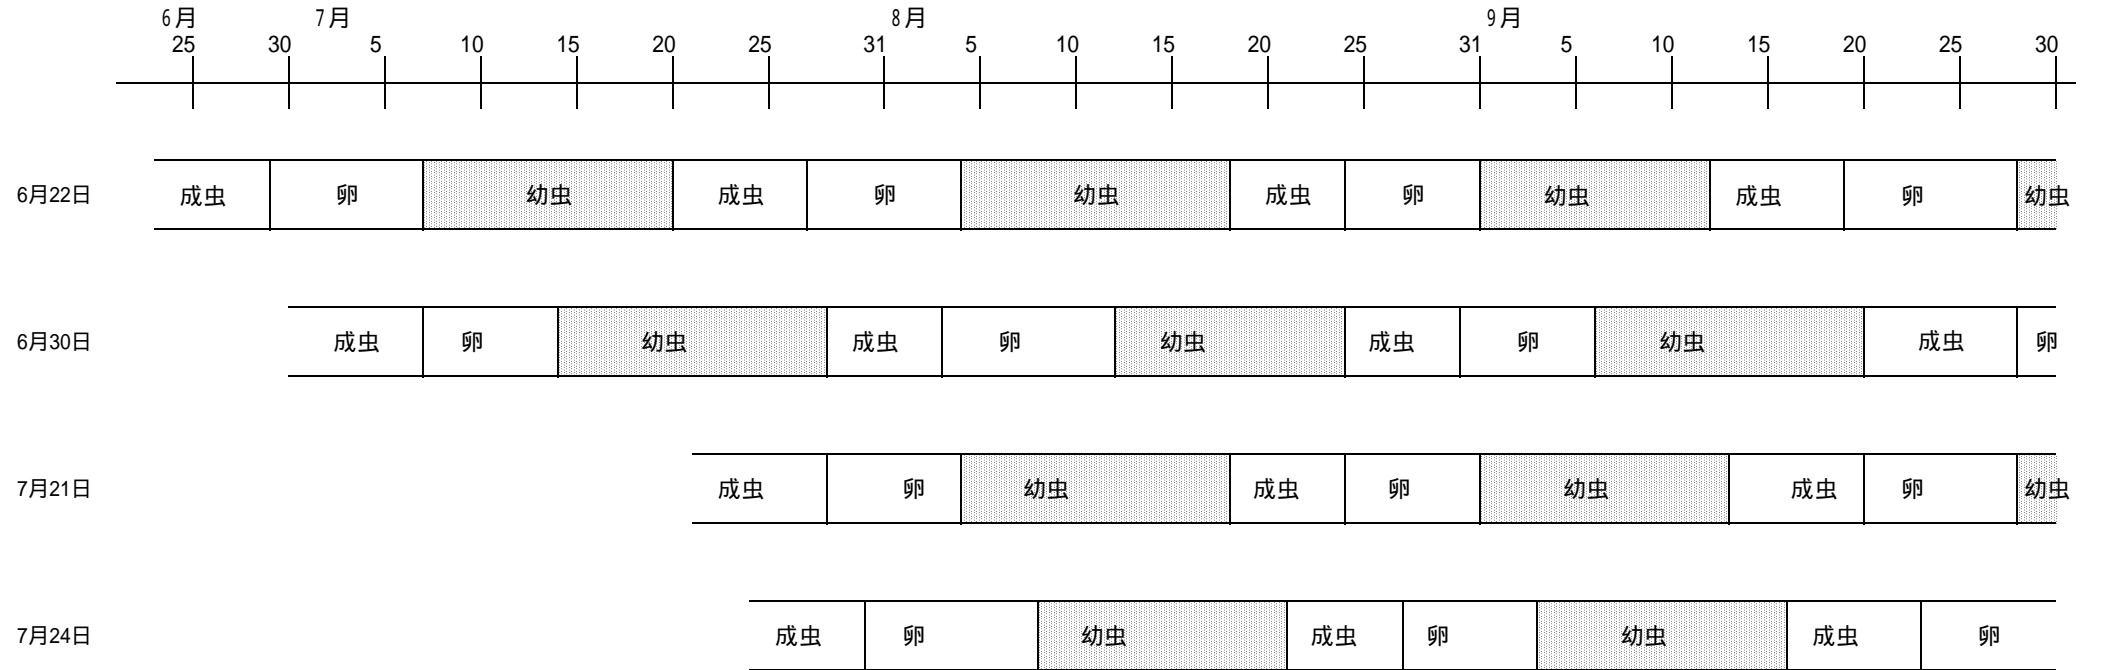 6月 7月 8月 9月
25 30 5 10 15 20 25 31 5 10 15 20 25 31 5 10 15 20 25 30
6月22日 成虫 卵 幼虫 成虫 卵 幼虫 成虫 卵 幼虫 成虫 卵 幼虫
6月30日 成虫 卵 幼虫 成虫 卵 幼虫 成虫 卵 幼虫 成虫 卵
7月21日 成虫 卵 幼虫 成虫 卵 幼虫 成虫 卵 幼虫
7月24日 成虫 卵 幼虫 成虫 卵 幼虫 成虫 卵